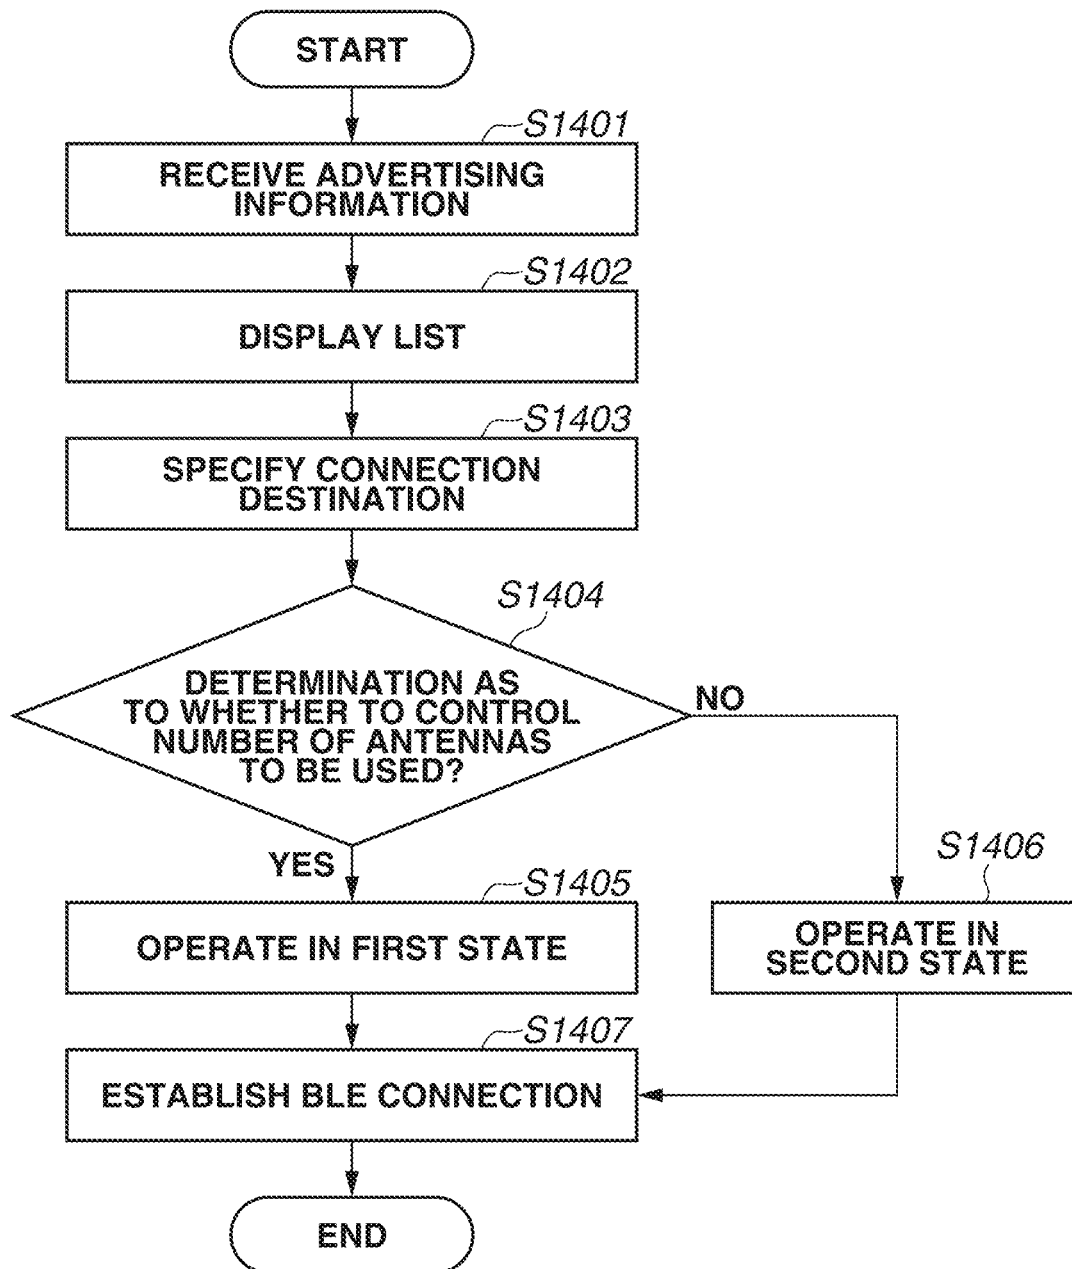 START
S1401
RECEIVE ADVERTISING
INFORMATION
S1402
DISPLAY LIST
S1403
SPECIFY CONNECTION
DESTINATION
S1404
DETERMINATION AS
TO WHETHER TO CONTROL
NUMBER OF ANTENNAS
TO BE USED?
NO
YES
S1405
OPERATE IN FIRST STATE
S1406
OPERATE IN
SECOND STATE
S1407
ESTABLISH BLE CONNECTION
END